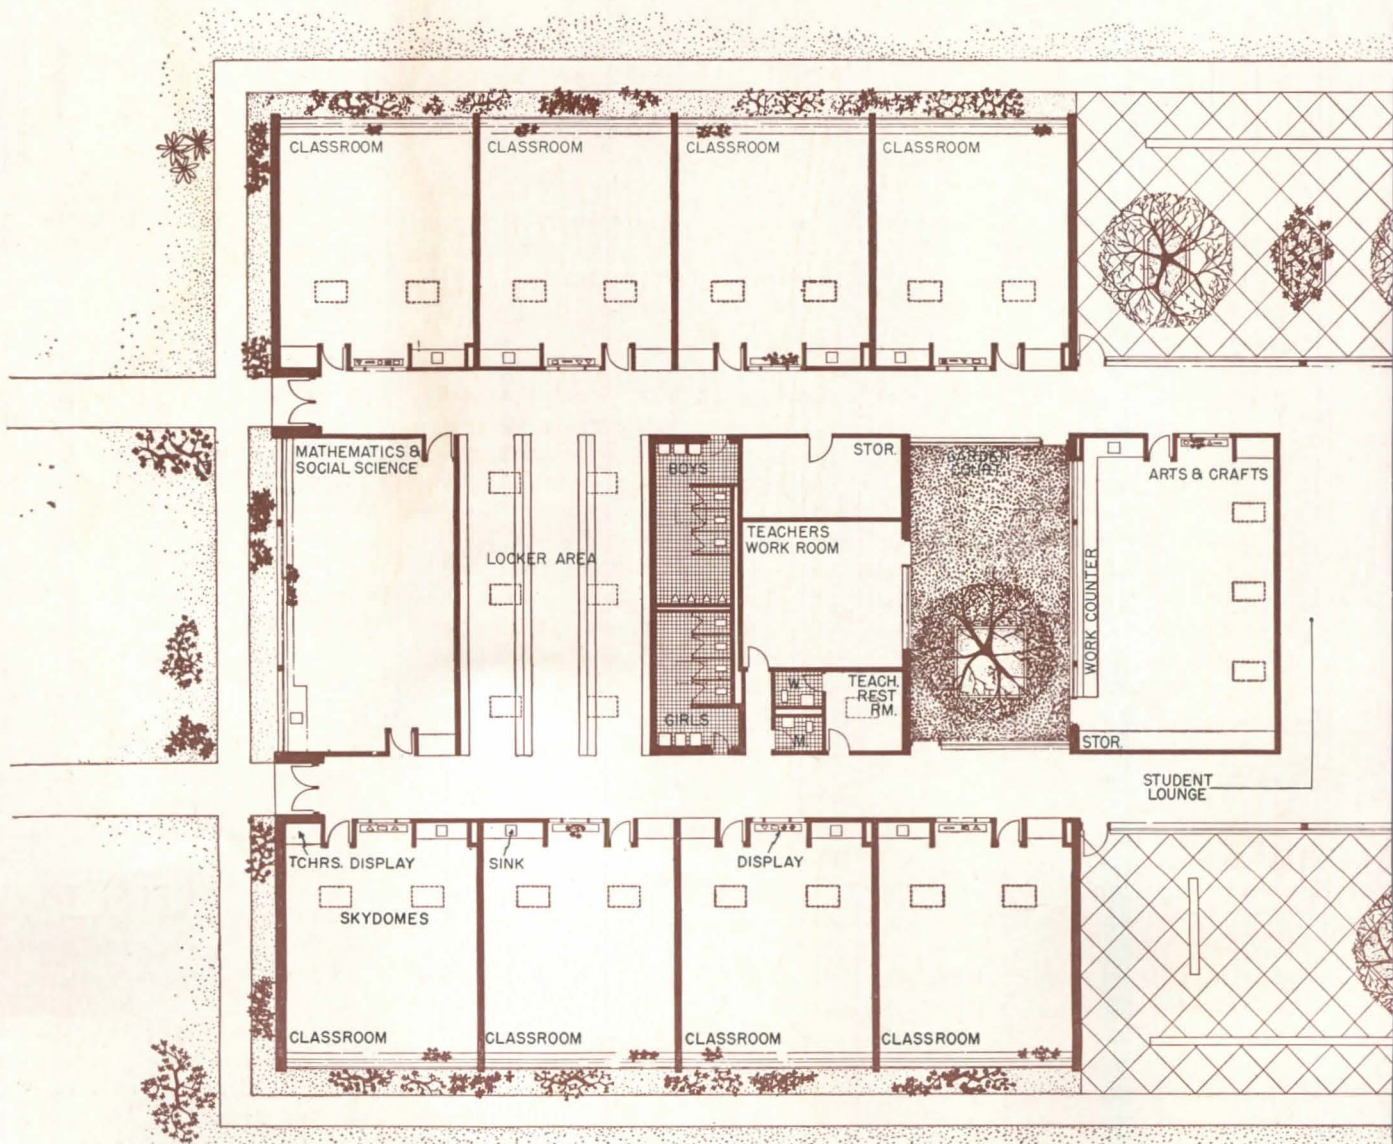 CLASSROOM
CLASSROOM
CLASSROOM
CLASSROOM
MATHEMATICS &
SOCIAL SCIENCE
LOCKER AREA
BOYS
GIRLS
STOR.
TEACHERS
WORK ROOM
W.
M.
TEACH.
REST
RM.
GARDEN
COURT
WORK COUNTER
ARTS & CRAFTS
STOR.
STUDENT
LOUNGE
TCHRS. DISPLAY
SINK
DISPLAY
SKYDOMES
CLASSROOM
CLASSROOM
CLASSROOM
CLASSROOM